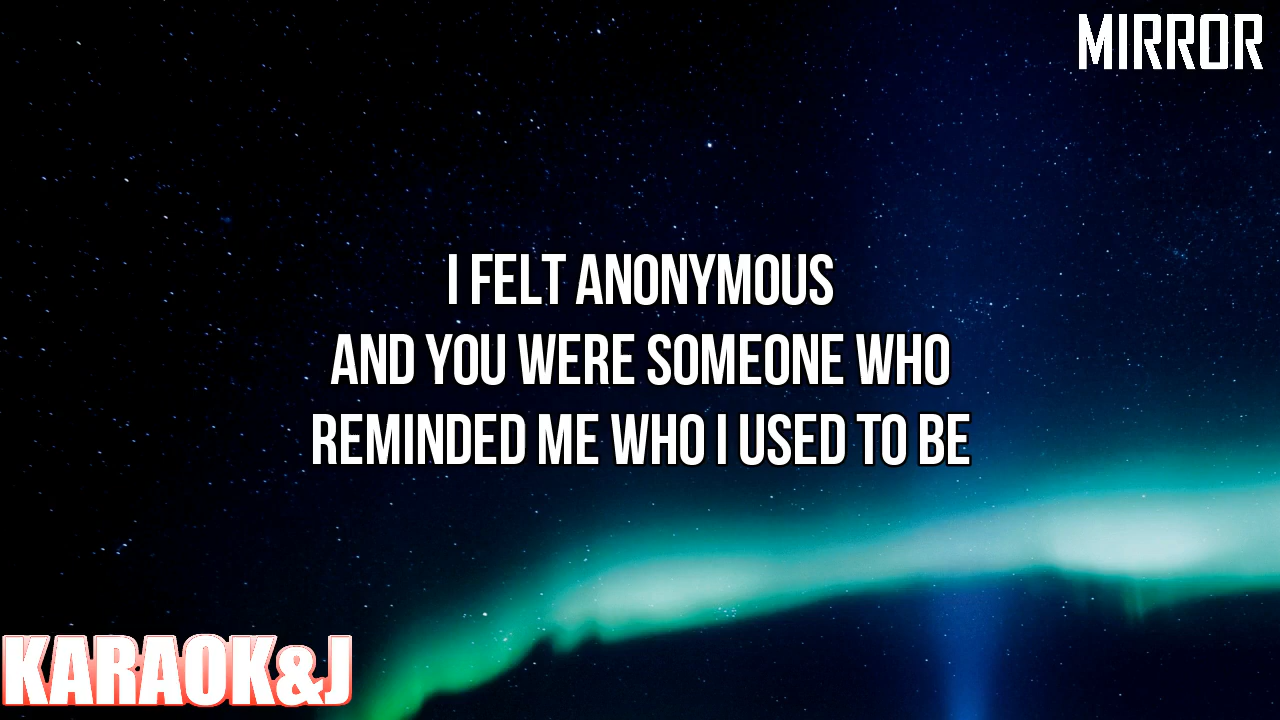 MIRROR
I FELT ANONYMOUS
AND YOU WERE SOMEONE WHO
REMINDED ME WHO I USED TO BE
KARAOK&J